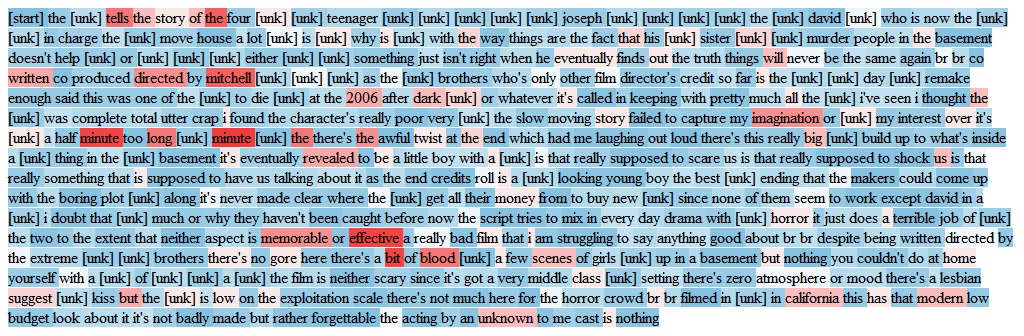 [start] the [unk] tells the story of the four [unk] [unk] teenager [unk] [unk] [unk] [unk] [unk] joseph [unk] [unk] [unk] [unk] the [unk] david [unk] who is now the [unk]
[unk] in charge the [unk] move house a lot [unk] is [unk] why is [unk] with the way things are the fact that his [unk] sister [unk] [unk] murder people in the basement
doesn't help [unk] or [unk] [unk] [unk] either [unk] something just isn't right when he eventually finds out the truth things will never be the same again br br co
written co produced directed by mitchell [unk] [unk] [unk] as the [unk] brothers who's only other film director's credit so far is the [unk] [unk] day [unk] remake
enough said this was one of the [unk] to die [unk] at the 2006 after dark [unk] or whatever it's called in keeping with pretty much all the [unk] i've seen i thought the
[unk] was complete total utter crap i found the character's really poor very [unk] the slow moving story failed to capture my imagination or [unk] my interest over it's
[unk] a half minute too long [unk] minute [unk] the there's the awful twist at the end which had me laughing out loud there's this really big [unk] build up to what's inside
a [unk] thing in the [unk] basement it's eventually revealed to be a little boy with a [unk] is that really supposed to scare us is that really supposed to shock us is that
really something that is supposed to have us talking about it as the end credits roll is a [unk] looking young boy the best [unk] ending that the makers could come up
with the boring plot [unk] along it's never made clear where the [unk] get all their money from to buy new [unk] since none of them seem to work except david in a
[unk] i doubt that [unk] much or why they haven't been caught before now the script tries to mix in every day drama with [unk] horror it just does a terrible job of [unk]
the two to the extent that neither aspect is memorable or effective a really bad film that i am struggling to say anything good about br br despite being written directed by
the extreme [unk] brothers there's no gore here there's a bit of blood [unk] a few scenes of girls [unk] up in a basement but nothing you couldn't do at home
yourself with a [unk] of [unk] [unk] a [unk] the film is neither scary since it's got a very middle class [unk] setting there's zero atmosphere or mood there's a lesbian
suggest [unk] kiss but the [unk] is low on the exploitation scale there's not much here for the horror crowd br br filmed in [unk] in california this has that modern low
budget look about it it's not badly made but rather forgettable the acting by an unknown to me cast is nothing